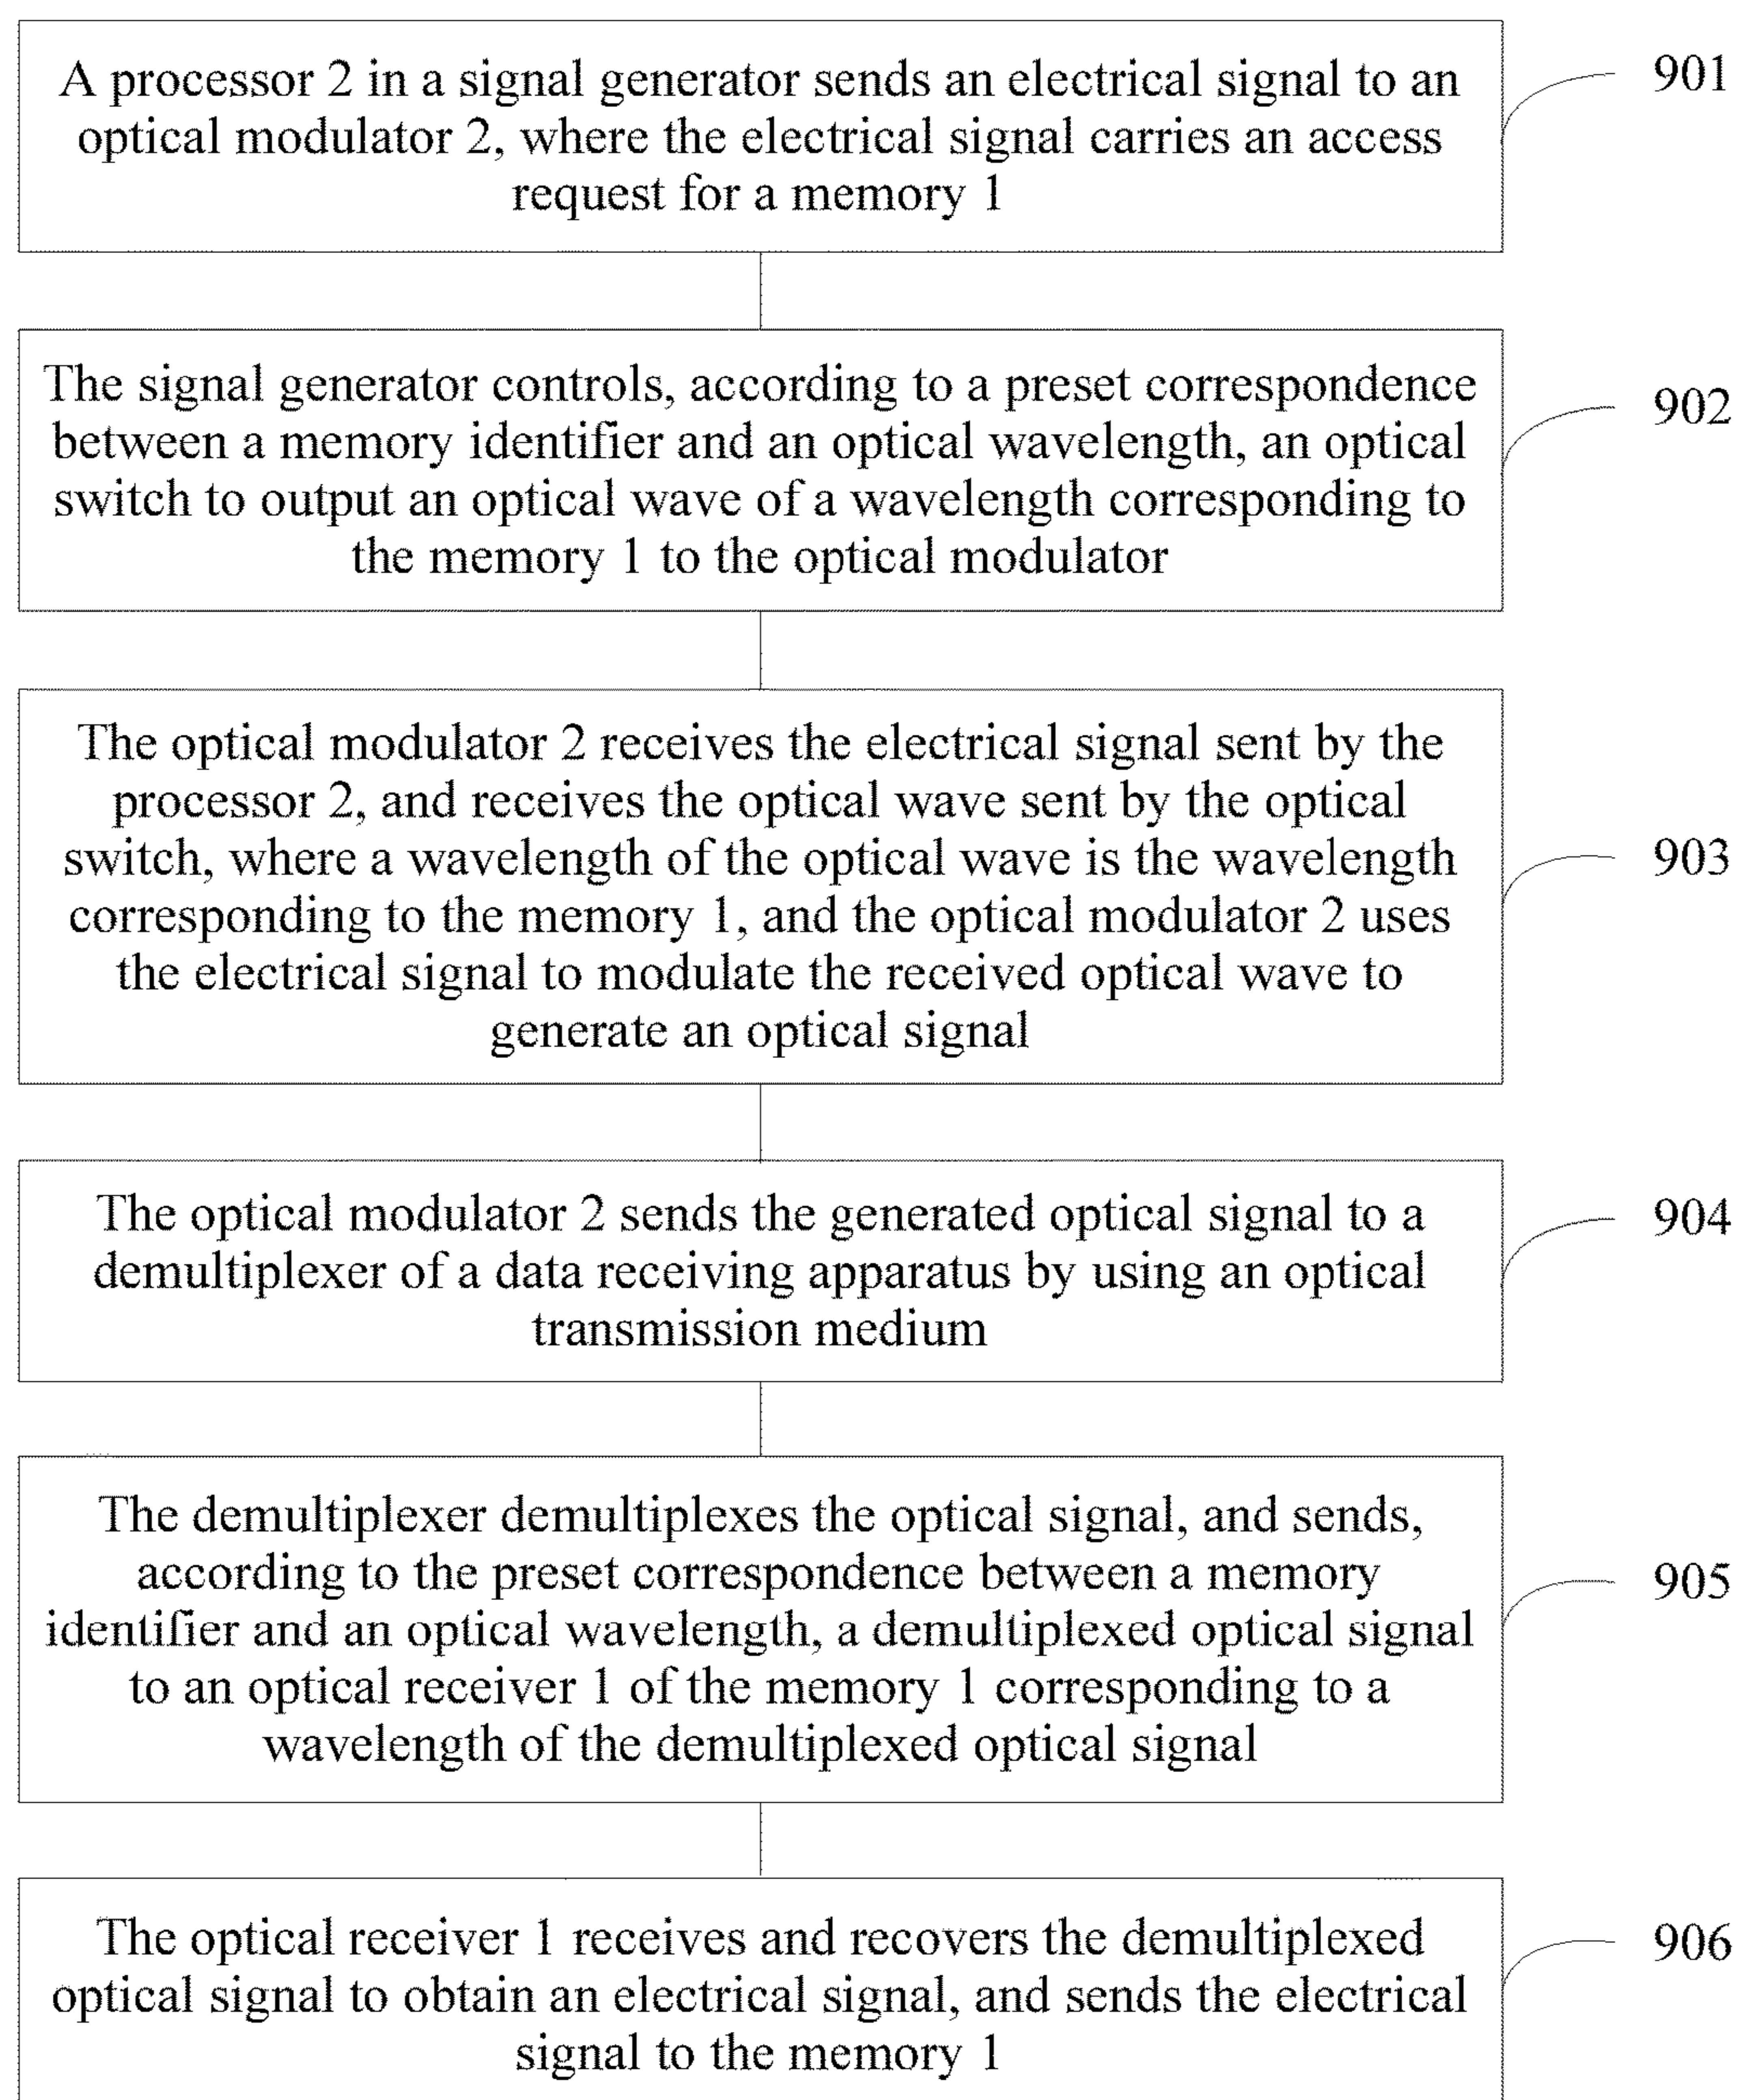 A processor 2 in a signal generator sends an electrical signal to an
optical modulator 2, where the electrical signal carries an access
request for a memory 1
901
The signal generator controls, according to a preset correspondence
between a memory identifier and an optical wavelength, an optical
switch to output an optical wave of a wavelength corresponding to
the memory 1 to the optical modulator
902
The optical modulator 2 receives the electrical signal sent by the
processor 2, and receives the optical wave sent by the optical
switch, where a wavelength of the optical wave is the wavelength
corresponding to the memory 1, and the optical modulator 2 uses
the electrical signal to modulate the received optical wave to
generate an optical signal
903
The optical modulator 2 sends the generated optical signal to a
demultiplexer of a data receiving apparatus by using an optical
transmission medium
904
The demultiplexer demultiplexes the optical signal, and sends,
according to the preset correspondence between a memory
identifier and an optical wavelength, a demultiplexed optical signal
to an optical receiver 1 of the memory 1 corresponding to a
wavelength of the demultiplexed optical signal
905
The optical receiver 1 receives and recovers the demultiplexed
optical signal to obtain an electrical signal, and sends the electrical
signal to the memory 1
906